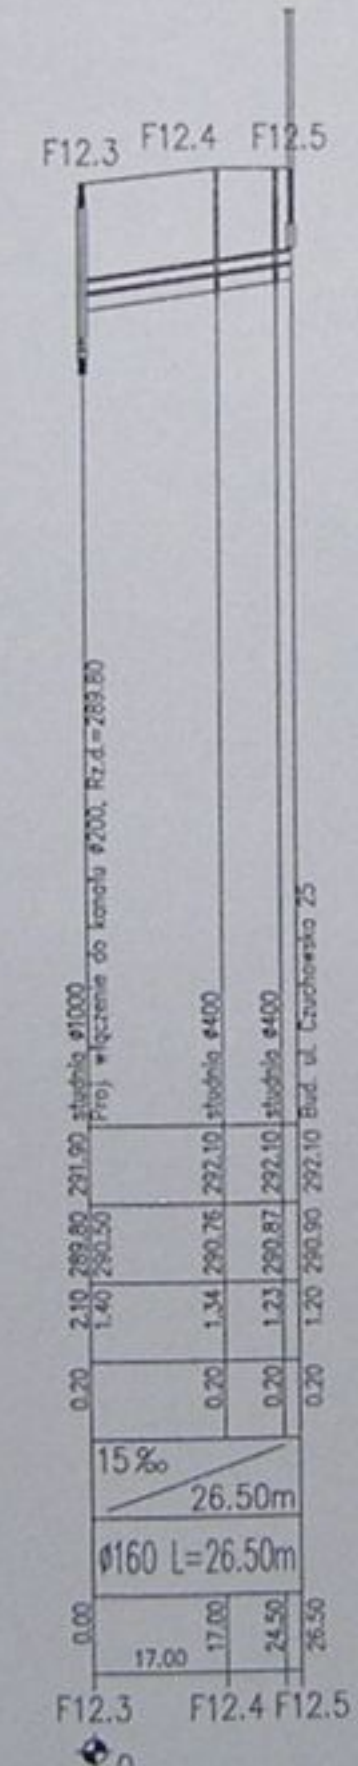 F12.3 F12.4 F12.5
studnia ø1000
Proj. włączenie do kanału ø200, Rz.d.=289.80
studnia ø400
studnia ø400
Bud. ul. Czuchowska 25
291.90 292.10 292.10 292.10
289.80 290.50 290.76 290.87 290.90
2.10 1.40 1.34 1.23 1.20
0.20 0.20 0.20 0.20
15‰
26.50m
ø160 L=26.50m
0.00 17.00 24.50 26.50
17.00
F12.3 F12.4 F12.5